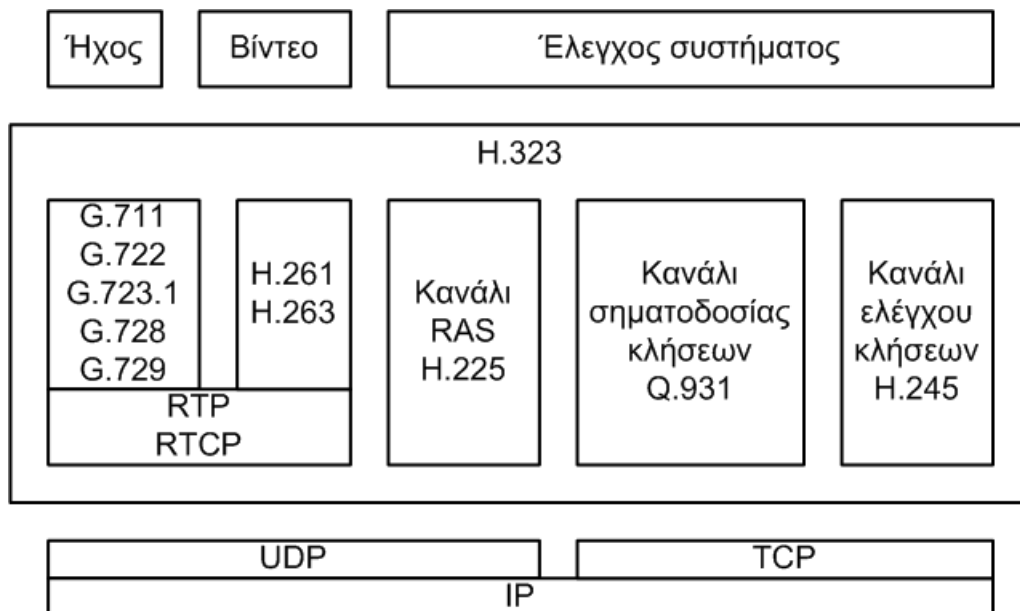 Ήχος
Βίντεο
Έλεγχος συστήματος
H.323
G.711
G.722
G.723.1
G.728
G.729
H.261
H.263
RTP
RTCP
Κανάλι
RAS
H.225
Κανάλι
σηματοδοσίας
κλήσεων
Q.931
Κανάλι
ελέγχου
κλήσεων
H.245
UDP
TCP
IP